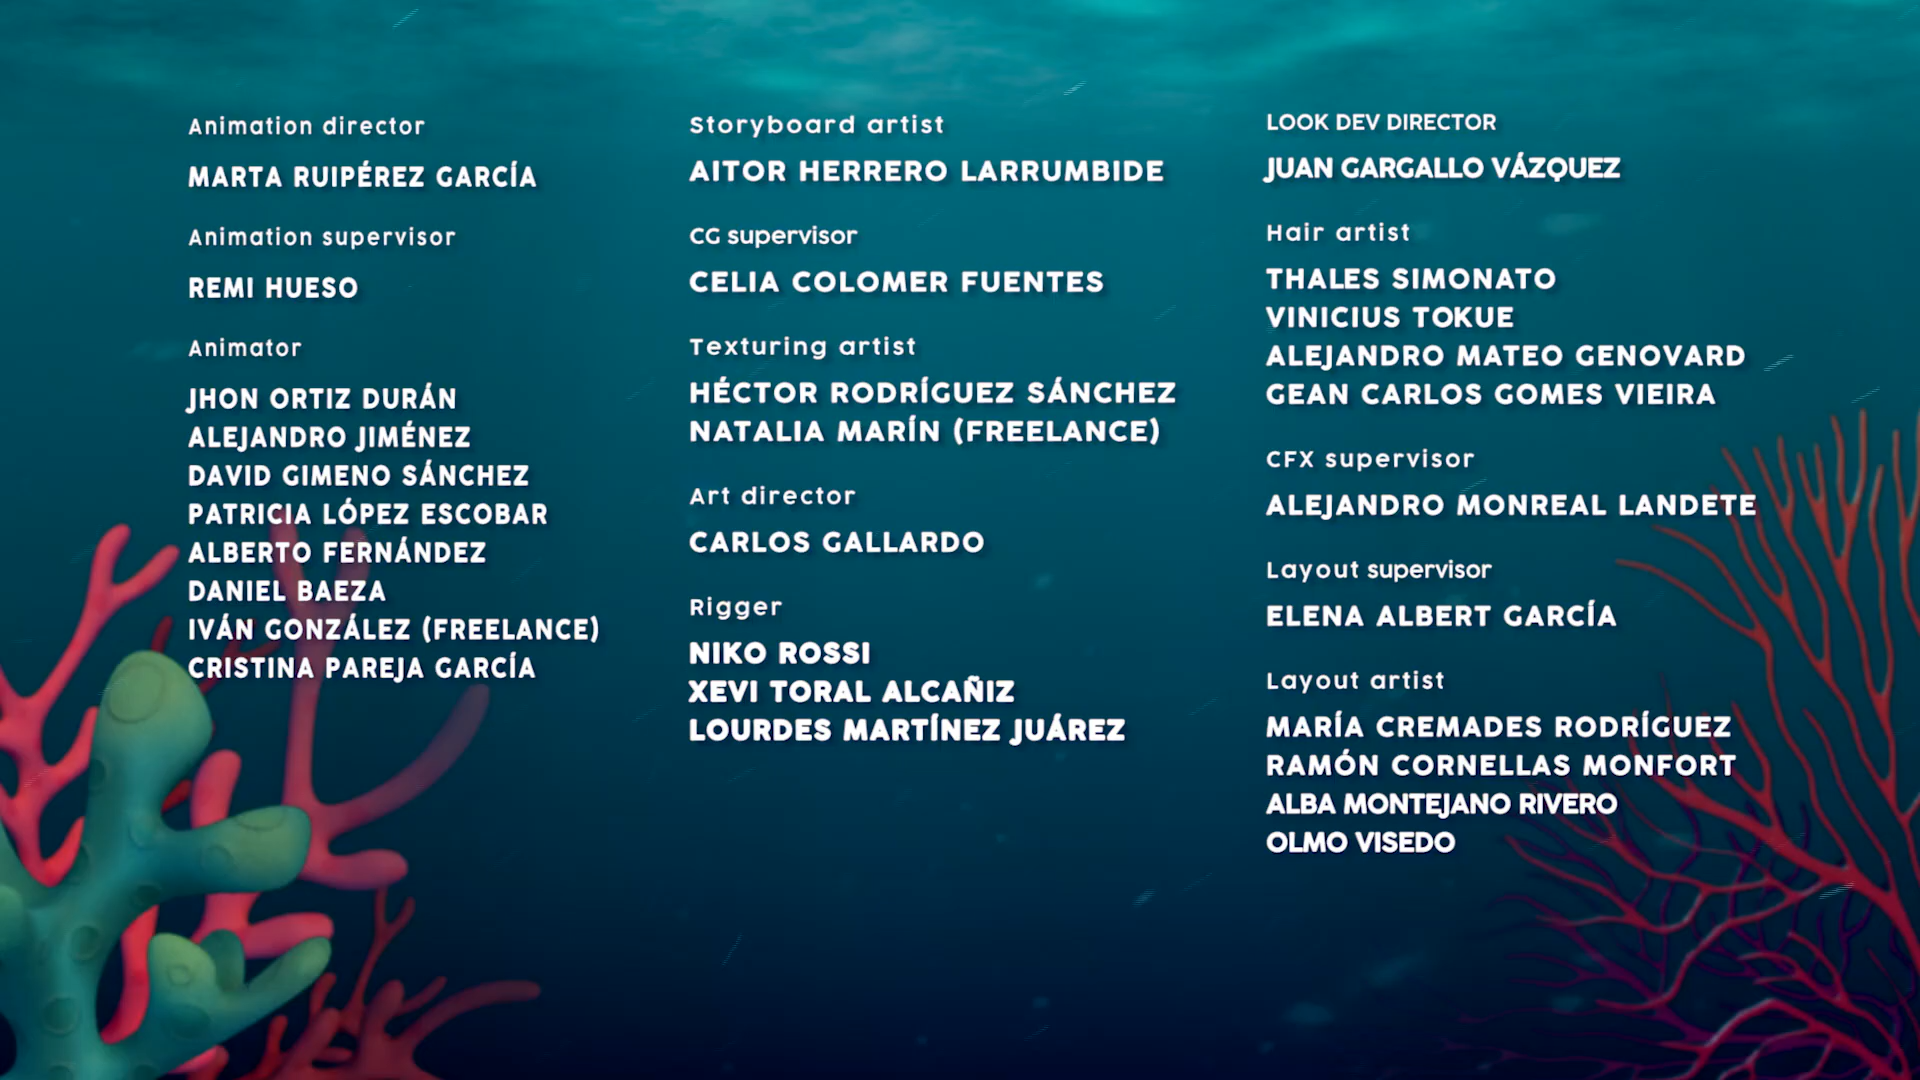 Animation director
MARTA RUIPÉREZ GARCÍA
Animation supervisor
REMI HUESO
Animator
JHON ORTIZ DURÁN
ALEJANDRO JIMÉNEZ
DAVID GIMENO SÁNCHEZ
PATRICIA LÓPEZ ESCOBAR
ALBERTO FERNÁNDEZ
DANIEL BAEZA
IVÁN GONZÁLEZ (FREELANCE)
CRISTINA PAREJA GARCÍA
Storyboard artist
AITOR HERRERO LARRUMBIDE
CG supervisor
CELIA COLOMER FUENTES
Texturing artist
HÉCTOR RODRÍGUEZ SÁNCHEZ
NATALIA MARÍN (FREELANCE)
Art director
CARLOS GALLARDO
Rigger
NIKO ROSSI
XEVI TORAL ALCAÑIZ
LOURDES MARTÍNEZ JUÁREZ
LOOK DEV DIRECTOR
JUAN GARGALLO VÁZQUEZ
Hair artist
THALES SIMONATO
VINICIUS TOKUE
ALEJANDRO MATEO GENOVARD
GEAN CARLOS GOMES VIEIRA
CFX supervisor
ALEJANDRO MONREAL LANDETE
Layout supervisor
ELENA ALBERT GARCÍA
Layout artist
MARÍA CREMADES RODRÍGUEZ
RAMÓN CORNELLAS MONFORT
ALBA MONTEJANO RIVERO
OLMO VISEDO